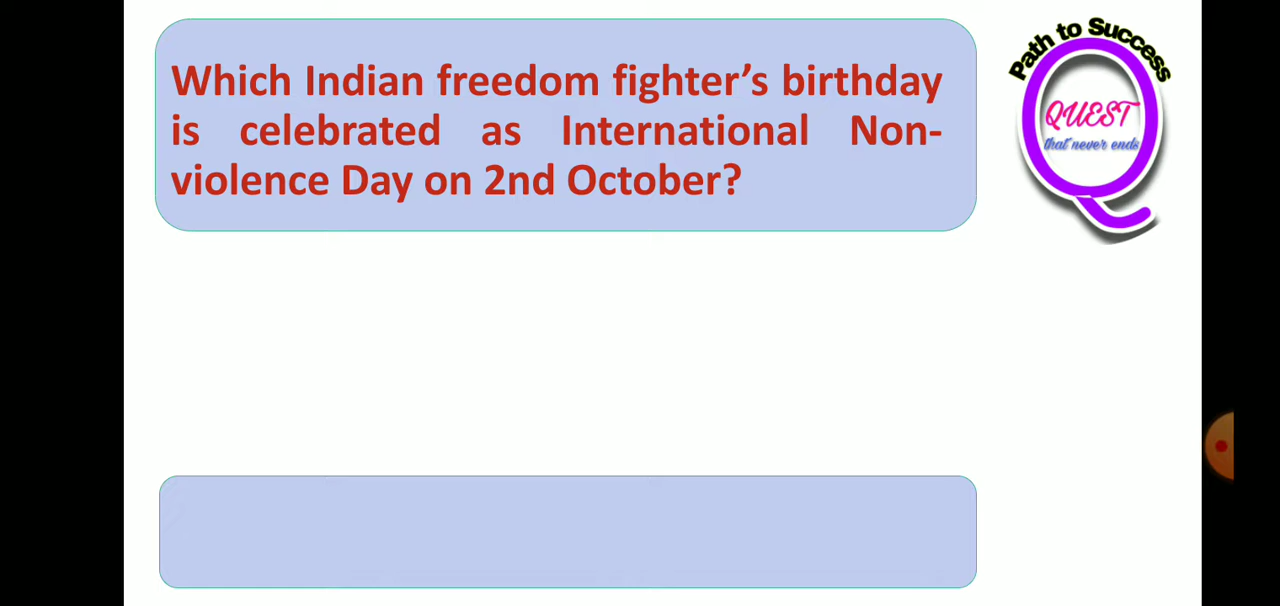 Which Indian freedom fighter’s birthday
is celebrated as International Non-
violence Day on 2nd October?
Path to Success
QUEST
that never ends